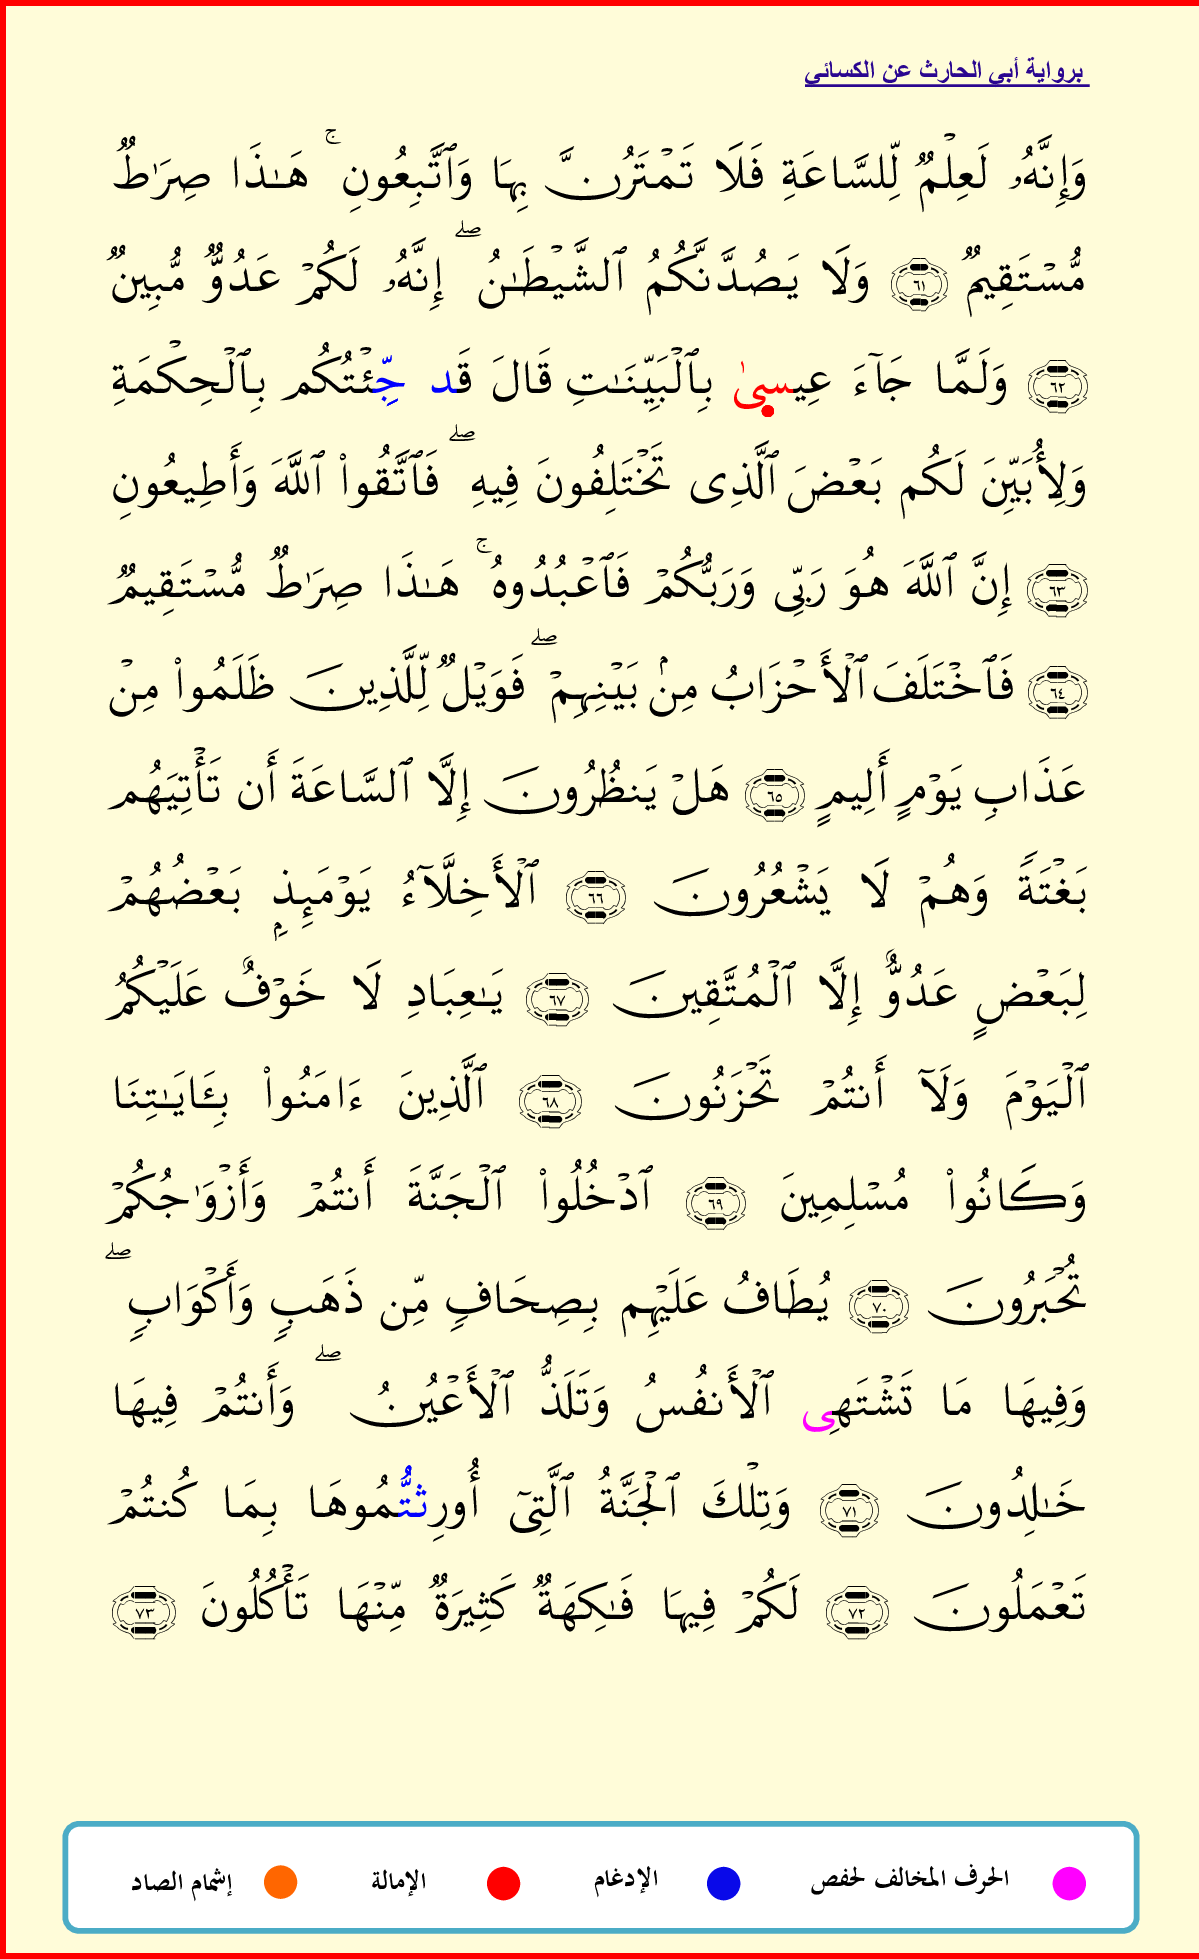 برواية أبي الحارث عن الكسائي
وَإِنَّهُۥ لَعِلْمٌ لِّلسَّاعَةِ فَلَا تَمْتَرُنَّ بِهَا وَٱتَّبِعُونِ ۚ هَـٰذَا صِرَٰطٌ
مُّسْتَقِيمٌ ٦١ وَلَا يَصُدَّنَّكُمُ ٱلشَّيْطَـٰنُ ۖ إِنَّهُۥ لَكُمْ عَدُوٌّ مُّبِينٌ
٦٢ وَلَمَّا جَآءَ عِيسىٰ بِٱلْبَيِّنَـٰتِ قَالَ قَد جِّئْتُكُم بِٱلْحِكْمَةِ
وَلِأُبَيِّنَ لَكُم بَعْضَ ٱلَّذِى تَخْتَلِفُونَ فِيهِ ۖ فَٱتَّقُوا۟ ٱللَّهَ وَأَطِيعُونِ
٦٣ إِنَّ ٱللَّهَ هُوَ رَبِّى وَرَبُّكُمْ فَٱعْبُدُوهُ ۚ هَـٰذَا صِرَٰطٌ مُّسْتَقِيمٌ
٦٤ فَٱخْتَلَفَ ٱلْأَحْزَابُ مِنۢ بَيْنِهِمْ ۖ فَوَيْلٌ لِّلَّذِينَ ظَلَمُوا۟ مِنْ
عَذَابِ يَوْمٍ أَلِيمٍ ٦٥ هَلْ يَنظُرُونَ إِلَّا ٱلسَّاعَةَ أَن تَأْتِيَهُم
بَغْتَةً وَهُمْ لَا يَشْعُرُونَ ٦٦ ٱلْأَخِلَّآءُ يَوْمَئِذٍۭ بَعْضُهُمْ
لِبَعْضٍ عَدُوٌّ إِلَّا ٱلْمُتَّقِينَ ٦٧ يَـٰعِبَادِ لَا خَوْفٌ عَلَيْكُمُ
ٱلْيَوْمَ وَلَآ أَنتُمْ تَحْزَنُونَ ٦٨ ٱلَّذِينَ ءَامَنُوا۟ بِـَٔايَـٰتِنَا
وَكَانُوا۟ مُسْلِمِينَ ٦٩ ٱدْخُلُوا۟ ٱلْجَنَّةَ أَنتُمْ وَأَزْوَٰجُكُمْ
تُحْبَرُونَ ٧٠ يُطَافُ عَلَيْهِم بِصِحَافٍ مِّن ذَهَبٍ وَأَكْوَابٍ ۖ
وَفِيهَا مَا تَشْتَهِى ٱلْأَنفُسُ وَتَلَذُّ ٱلْأَعْيُنُ ۖ وَأَنتُمْ فِيهَا
خَـٰلِدُونَ ٧١ وَتِلْكَ ٱلْجَنَّةُ ٱلَّتِىٓ أُورِثتُّمُوهَا بِمَا كُنتُمْ
تَعْمَلُونَ ٧٢ لَكُمْ فِيهَا فَـٰكِهَةٌ كَثِيرَةٌ مِّنْهَا تَأْكُلُونَ ٧٣
الحرف المخالف لحفص الإدغام الإمالة إشمام الصاد